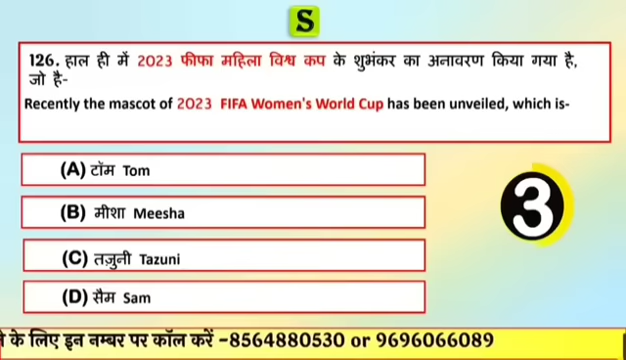 S
126. हाल ही में 2023 फीफा महिला विश्व कप के शुभंकर का अनावरण किया गया है,
जो है-
Recently the mascot of 2023 FIFA Women's World Cup has been unveiled, which is-
(A) टॉम Tom
(B) मीशा Meesha
3
(C) तज़ुनी Tazuni
(D) सैम Sam
के लिए इन नम्बर पर कॉल करें -8564880530 or 9696066089